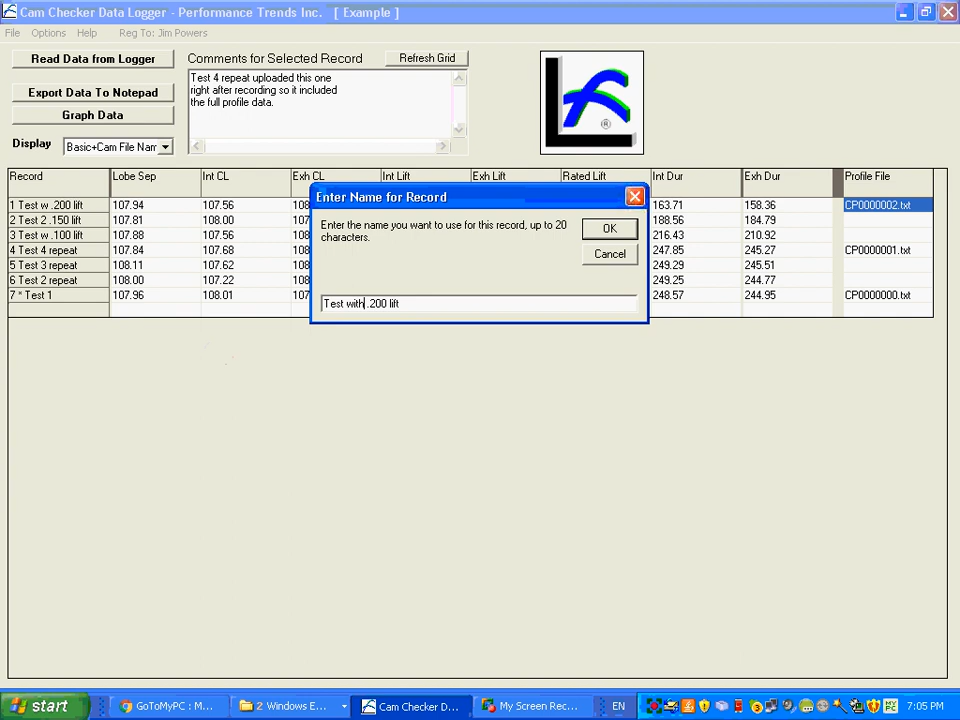 Cam Checker Data Logger - Performance Trends Inc. [ Example ]
File Options Help Reg To: Jim Powers
Read Data from Logger
Export Data To Notepad
Graph Data
Display Basic+Cam File Nam
Comments for Selected Record Refresh Grid
Test 4 repeat uploaded this one
right after recording so it included
the full profile data.
Record Lobe Sep Int CL Exh CL Int Lift Exh Lift Rated Lift Int Dur Exh Dur Profile File
1 Test w .200 lift 107.94 107.56 108 163.71 158.36 CP0000002.txt
2 Test 2 .150 lift 107.81 108.00 107 188.56 184.79
3 Test w .100 lift 107.88 107.56 108 216.43 210.92
4 Test 4 repeat 107.84 107.68 108 247.85 245.27 CP0000001.txt
5 Test 3 repeat 108.11 107.62 108 249.29 245.51
6 Test 2 repeat 108.00 107.22 108 249.25 244.77
7 * Test 1 107.96 108.01 107 248.57 244.95 CP0000000.txt
Enter Name for Record
Enter the name you want to use for this record, up to 20
characters.
OK
Cancel
Test with .200 lift
start GoToMyPC : M... 2 Windows E... Cam Checker D... My Screen Rec... EN 7:05 PM